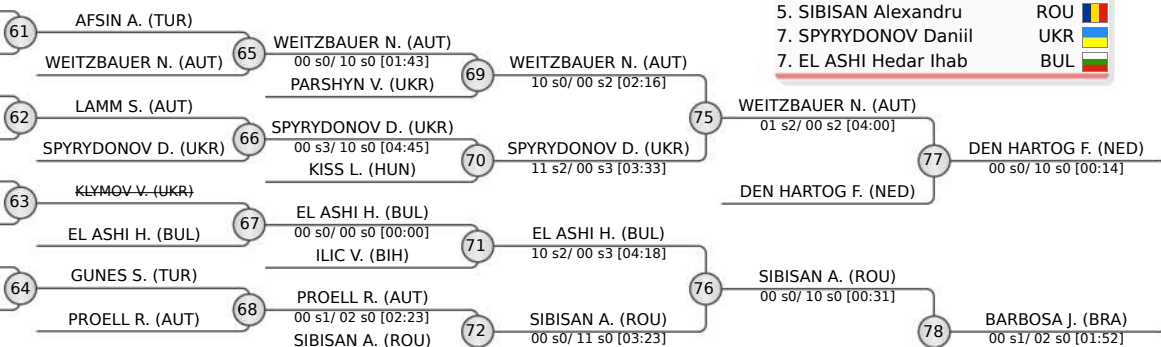 5. SIBISAN Alexandru ROU
7. SPYRYDONOV Daniil UKR
7. EL ASHI Hedar Ihab BUL
61
AFSIN A. (TUR)
WEITZBAUER N. (AUT)
62
LAMM S. (AUT)
SPYRYDONOV D. (UKR)
63
KLYMOV V. (UKR)
EL ASHI H. (BUL)
64
GUNES S. (TUR)
PROELL R. (AUT)
65
WEITZBAUER N. (AUT)
00 s0/ 10 s0 [01:43]
PARSHYN V. (UKR)
66
SPYRYDONOV D. (UKR)
00 s3/ 10 s0 [04:45]
KISS L. (HUN)
67
EL ASHI H. (BUL)
00 s0/ 00 s0 [00:00]
ILIC V. (BIH)
68
PROELL R. (AUT)
00 s1/ 02 s0 [02:23]
SIBISAN A. (ROU)
69
WEITZBAUER N. (AUT)
10 s0/ 00 s2 [02:16]
70
SPYRYDONOV D. (UKR)
11 s2/ 00 s3 [03:33]
71
EL ASHI H. (BUL)
10 s2/ 00 s3 [04:18]
72
SIBISAN A. (ROU)
00 s0/ 11 s0 [03:23]
75
WEITZBAUER N. (AUT)
01 s2/ 00 s2 [04:00]
DEN HARTOG F. (NED)
76
SIBISAN A. (ROU)
00 s0/ 10 s0 [00:31]
77
DEN HARTOG F. (NED)
00 s0/ 10 s0 [00:14]
78
BARBOSA J. (BRA)
00 s1/ 02 s0 [01:52]